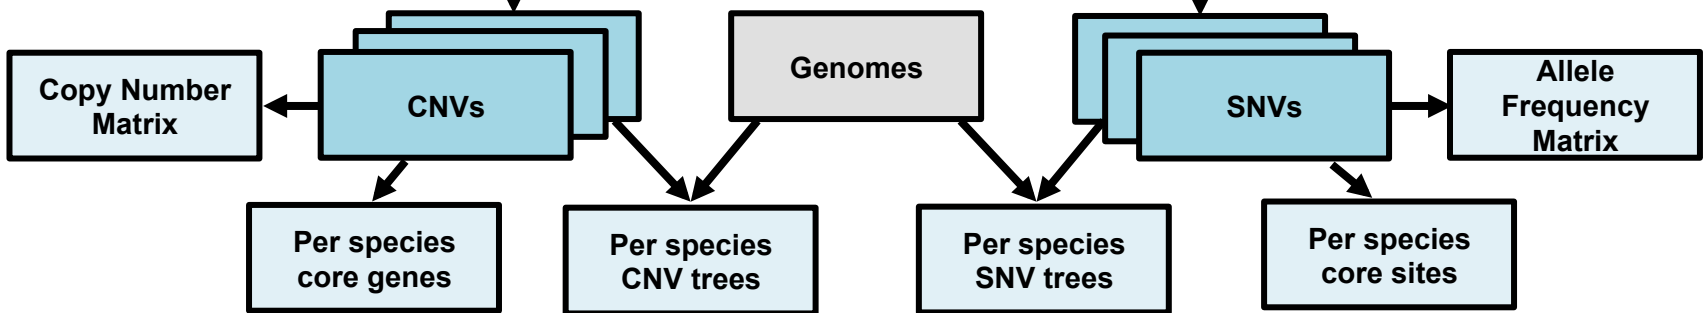 Copy Number
Matrix
CNVs
Genomes
SNVs
Allele
Frequency
Matrix
Per species
core genes
Per species
CNV trees
Per species
SNV trees
Per species
core sites